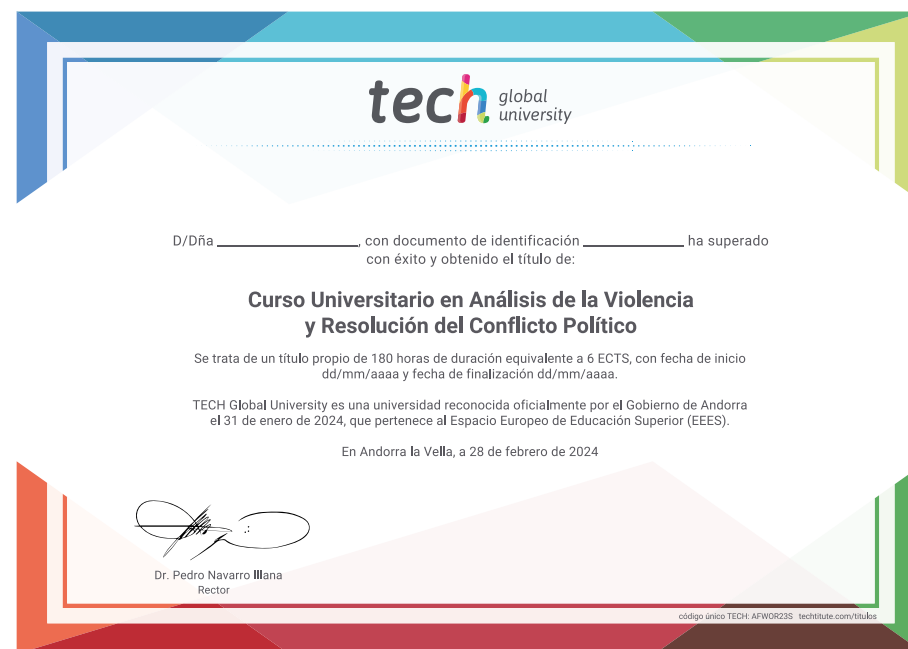 tech global university
D/Dña ____________, con documento de identificación ____________ ha superado
con éxito y obtenido el título de:
Curso Universitario en Análisis de la Violencia
y Resolución del Conflicto Político
Se trata de un título propio de 180 horas de duración equivalente a 6 ECTS, con fecha de inicio
dd/mm/aaaa y fecha de finalización dd/mm/aaaa.
TECH Global University es una universidad reconocida oficialmente por el Gobierno de Andorra
el 31 de enero de 2024, que pertenece al Espacio Europeo de Educación Superior (EEES).
En Andorra la Vella, a 28 de febrero de 2024
Dr. Pedro Navarro Illana
Rector
código único TECH: AFWOR23S techtitute.com/titulos